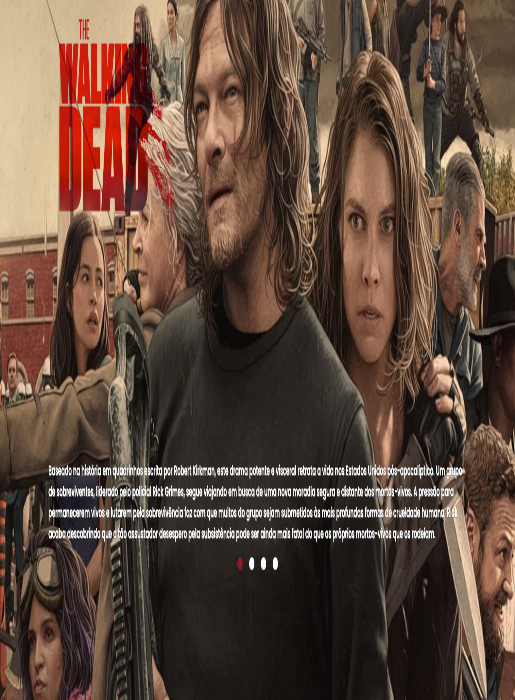 THE
WALKING
DEAD
Baseado na história em quadrinhos escrita por Robert Kirkman, este drama potente e visceral retrata a vida nos Estados Unidos pós-apocalíptico. Um grupo
de sobreviventes, liderado pelo policial Rick Grimes, segue viajando em busca de uma nova moradia segura e distante dos mortos-vivos. A pressão para
permanecerem vivos e lutarem pela sobrevivência faz com que muitos do grupo sejam submetidos às mais profundas formas de crueldade humana. Rick
acaba descobrindo que o tão assustador desespero pela subsistência pode ser ainda mais fatal do que os próprios mortos-vivos que os rodeiam.